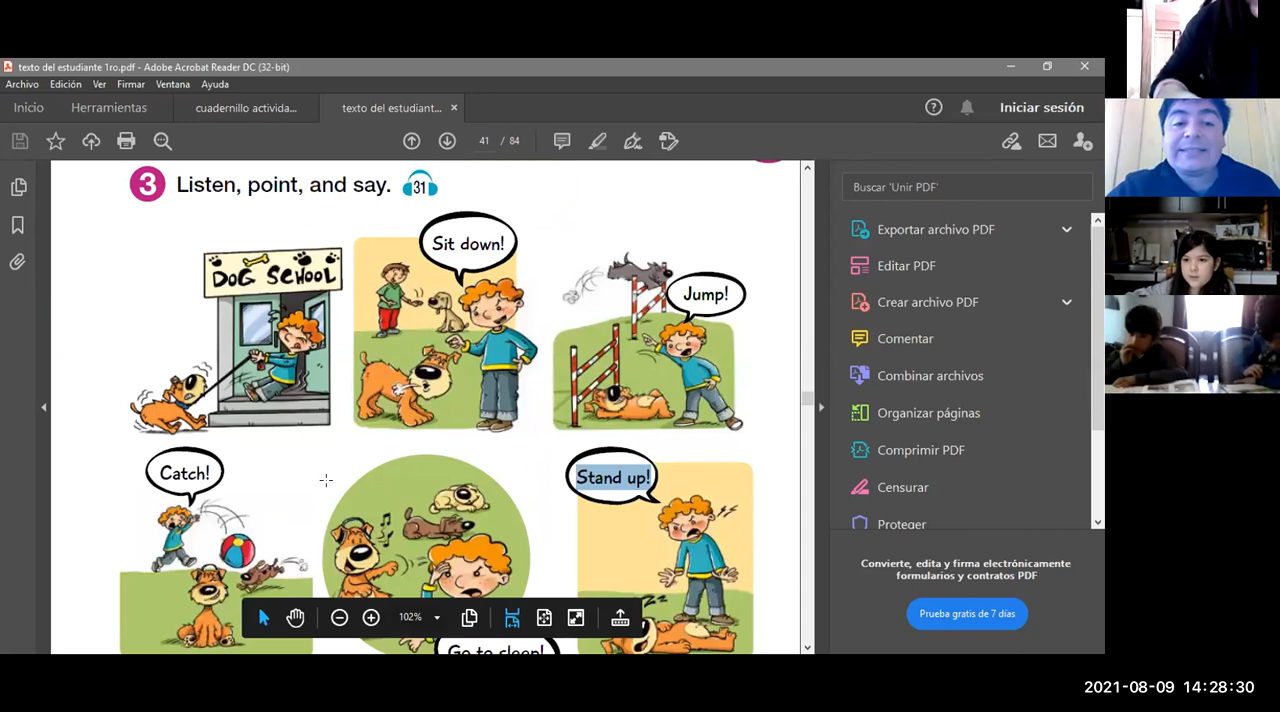 texto del estudiante 1ro.pdf - Adobe Acrobat Reader DC (32-bit)
Archivo Edición Ver Firmar Ventana Ayuda
Inicio Herramientas cuadernillo activida... texto del estudiant... × Iniciar sesión
41 / 84
3 Listen, point, and say. 31
DOG SCHOOL
Sit down!
Jump!
Catch!
Stand up!
Go to sleep!
102%
Buscar 'Unir PDF'
Exportar archivo PDF
Editar PDF
Crear archivo PDF
Comentar
Combinar archivos
Organizar páginas
Comprimir PDF
Censurar
Proteger
Convierte, edita y firma electrónicamente
formularios y contratos PDF
Prueba gratis de 7 días
2021-08-09 14:28:30